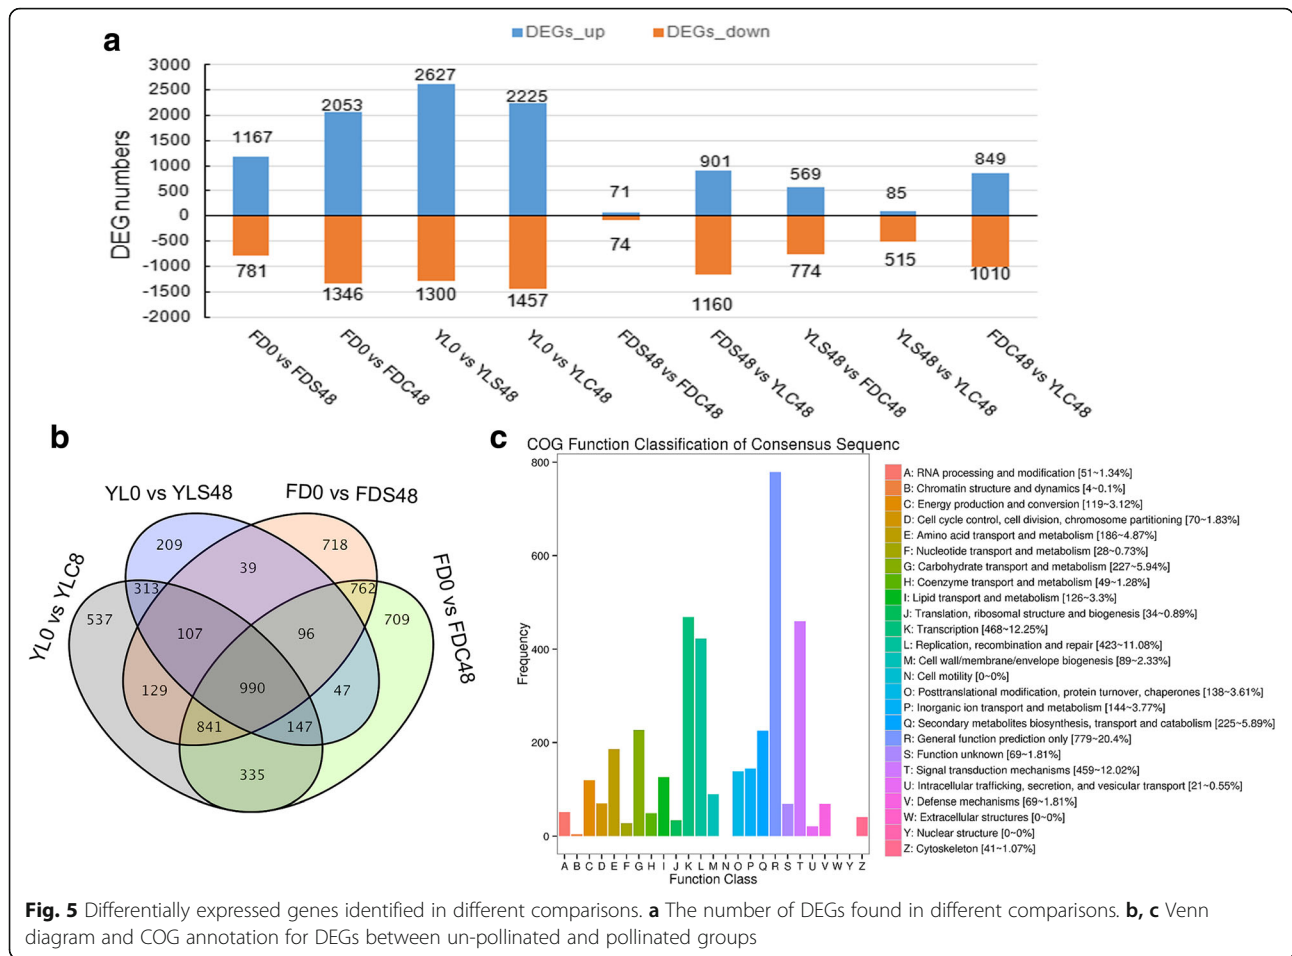 a
DEGs_up DEGs_down
DEG numbers
3000
2500
2000
1500
1000
500
0
-500
-1000
-1500
-2000
1167
2053
2627
2225
71
901
569
85
849
781
1346
1300
1457
74
1160
774
515
1010
FD0 vs FDS48
FD0 vs FDC48
YL0 vs YLS48
YL0 vs YLC48
FDS48 vs FDC48
FDS48 vs YLC48
YLS48 vs FDC48
YLS48 vs YLC48
FDC48 vs YLC48
b
YL0 vs YLS48
FD0 vs FDS48
YL0 vs YLC8
FD0 vs FDC48
209
718
39
313
762
537
709
107
96
990
129
47
841
147
335
c
COG Function Classification of Consensus Sequenc
Frequency
800
600
400
200
0
A B C D E F G H I J K L M N O P Q R S T U V W Y Z
Function Class
A: RNA processing and modification [51~1.34%]
B: Chromatin structure and dynamics [4~0.1%]
C: Energy production and conversion [119~3.12%]
D: Cell cycle control, cell division, chromosome partitioning [70~1.83%]
E: Amino acid transport and metabolism [186~4.87%]
F: Nucleotide transport and metabolism [28~0.73%]
G: Carbohydrate transport and metabolism [227~5.94%]
H: Coenzyme transport and metabolism [49~1.28%]
I: Lipid transport and metabolism [126~3.3%]
J: Translation, ribosomal structure and biogenesis [34~0.89%]
K: Transcription [468~12.25%]
L: Replication, recombination and repair [423~11.08%]
M: Cell wall/membrane/envelope biogenesis [89~2.33%]
N: Cell motility [0~0%]
O: Posttranslational modification, protein turnover, chaperones [138~3.61%]
P: Inorganic ion transport and metabolism [144~3.77%]
Q: Secondary metabolites biosynthesis, transport and catabolism [225~5.89%]
R: General function prediction only [779~20.4%]
S: Function unknown [69~1.81%]
T: Signal transduction mechanisms [459~12.02%]
U: Intracellular trafficking, secretion, and vesicular transport [21~0.55%]
V: Defense mechanisms [69~1.81%]
W: Extracellular structures [0~0%]
Y: Nuclear structure [0~0%]
Z: Cytoskeleton [41~1.07%]
Fig. 5 Differentially expressed genes identified in different comparisons. a The number of DEGs found in different comparisons. b, c Venn
diagram and COG annotation for DEGs between un-pollinated and pollinated groups